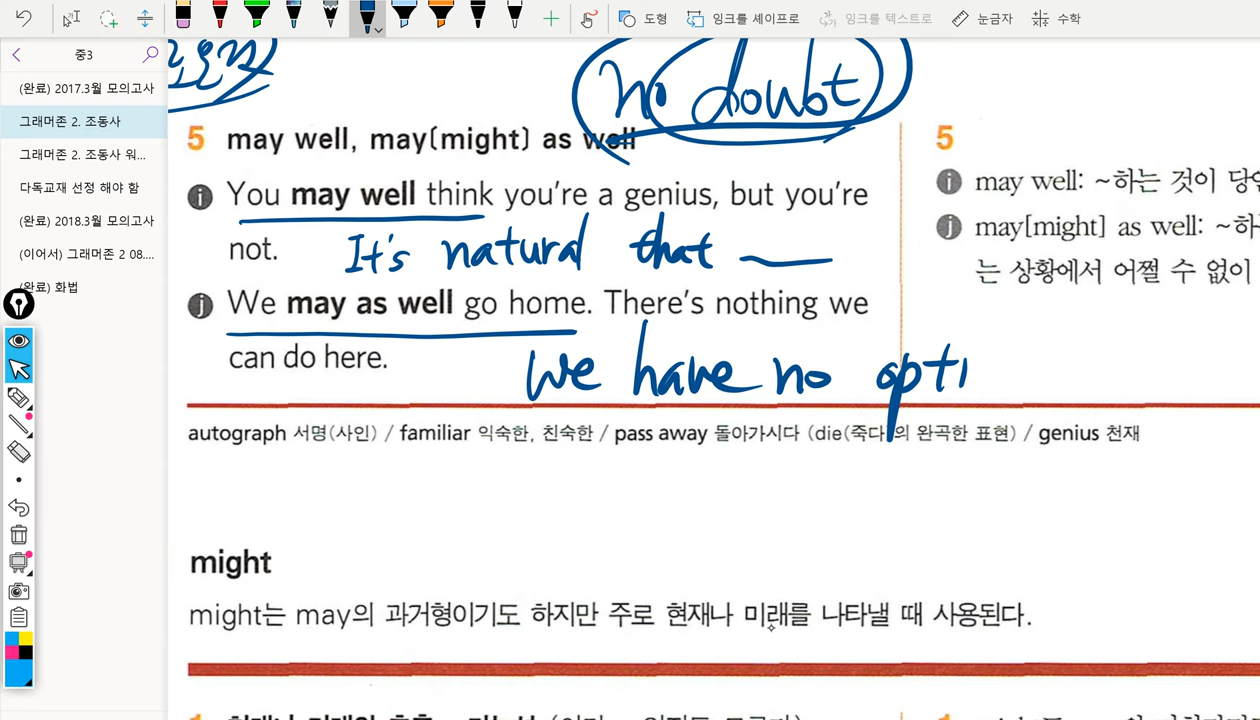 도형
잉크를 셰이프로
잉크를 텍스트로
눈금자
수학
중3
(완료) 2017.3월 모의고사
그래머존 2. 조동사
그래머존 2. 조동사 워...
다독교재 선정 해야 함
(완료) 2018.3월 모의고사
(이어서) 그래머존 2 08....
(완료) 화법
no doubt
5 may well, may(might) as well
i You may well think you're a genius, but you're
not.
It's natural that
j We may as well go home. There's nothing we
can do here.
We have no opti
autograph 서명(사인) / familiar 익숙한, 친숙한 / pass away 돌아가시다 (die(죽다)의 완곡한 표현) / genius 천재
5
i may well: ~하는 것이 당연
j may[might] as well: ~하
는 상황에서 어쩔 수 없이
might
might는 may의 과거형이기도 하지만 주로 현재나 미래를 나타낼 때 사용된다.